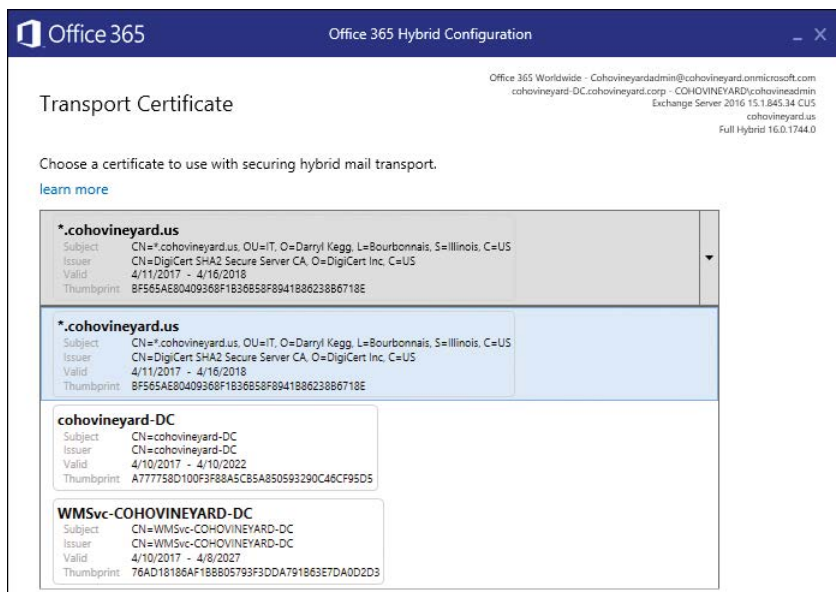 Office 365
Office 365 Hybrid Configuration
Office 365 Worldwide - Cohovineyardadmin@cohovineyard.onmicrosoft.com
cohovineyard-DC.cohovineyard.corp - COHOVINEYARD\cohovineadmin
Exchange Server 2016 15.1.845.34 CU5
cohovineyard.us
Full Hybrid 16.0.1744.0
Transport Certificate
Choose a certificate to use with securing hybrid mail transport.
learn more
*.cohovineyard.us
Subject CN=*.cohovineyard.us, OU=IT, O=Darryl Kegg, L=Bourbonnais, S=Illinois, C=US
Issuer CN=DigiCert SHA2 Secure Server CA, O=DigiCert Inc, C=US
Valid 4/11/2017 - 4/16/2018
Thumbprint BF565AE80409368F1B36B58F8941B86238B6718E
*.cohovineyard.us
Subject CN=*.cohovineyard.us, OU=IT, O=Darryl Kegg, L=Bourbonnais, S=Illinois, C=US
Issuer CN=DigiCert SHA2 Secure Server CA, O=DigiCert Inc, C=US
Valid 4/11/2017 - 4/16/2018
Thumbprint BF565AE80409368F1B36B58F8941B86238B6718E
cohovineyard-DC
Subject CN=cohovineyard-DC
Issuer CN=cohovineyard-DC
Valid 4/10/2017 - 4/10/2022
Thumbprint A777758D100F3F88A5CB5A850593290C46CF95D5
WMSvc-COHOVINEYARD-DC
Subject CN=WMSvc-COHOVINEYARD-DC
Issuer CN=WMSvc-COHOVINEYARD-DC
Valid 4/10/2017 - 4/8/2027
Thumbprint 76AD18186AF1BBB05793F3DDA791B63E7DA0D2D3